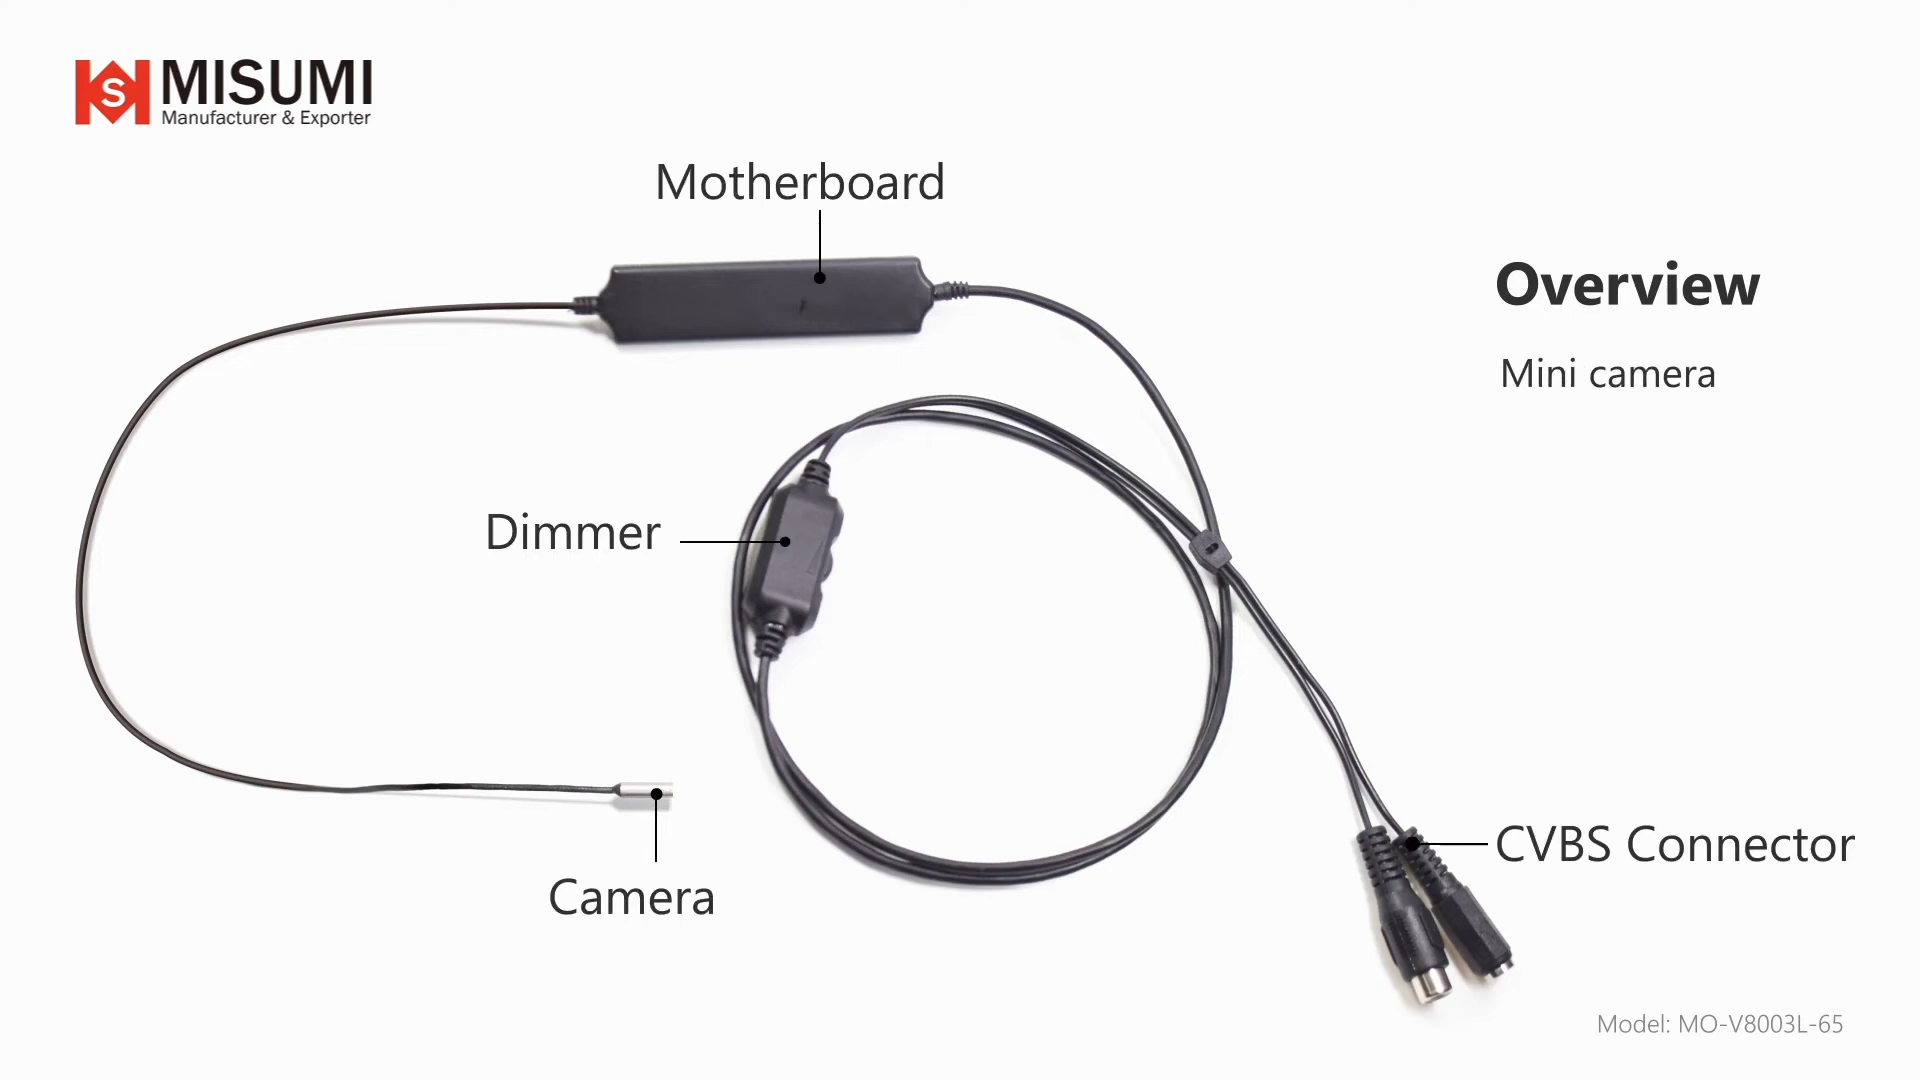 S MISUMI
Manufacturer & Exporter
Motherboard
Overview
Mini camera
Dimmer
CVBS Connector
Camera
Model: MO-V8003L-65